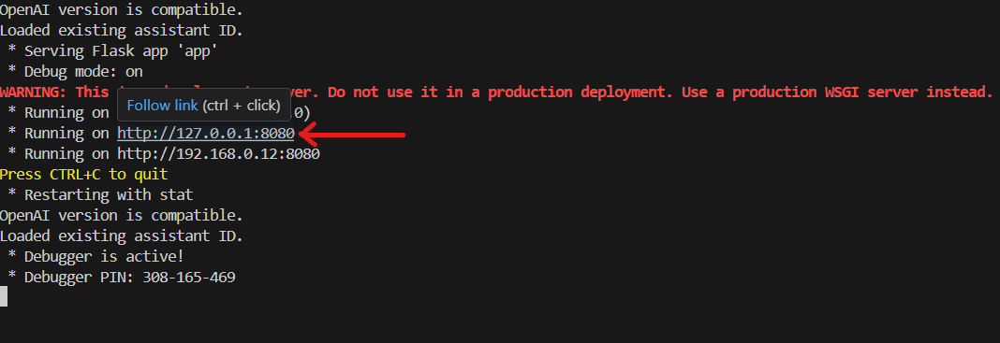 OpenAI version is compatible.
Loaded existing assistant ID.
* Serving Flask app 'app'
* Debug mode: on
WARNING: This ver. Do not use it in a production deployment. Use a production WSGI server instead.
Follow link (ctrl + click)
* Running on .0)
* Running on http://127.0.0.1:8080
* Running on http://192.168.0.12:8080
Press CTRL+C to quit
* Restarting with stat
OpenAI version is compatible.
Loaded existing assistant ID.
* Debugger is active!
* Debugger PIN: 308-165-469